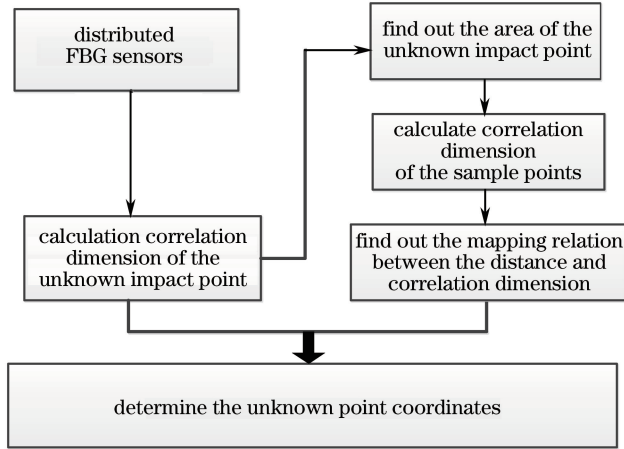 distributed
FBG sensors
calculation correlation
dimension of the
unknown impact point
find out the area of the
unknown impact point
calculate correlation
dimension
of the sample points
find out the mapping relation
between the distance and
correlation dimension
determine the unknown point coordinates